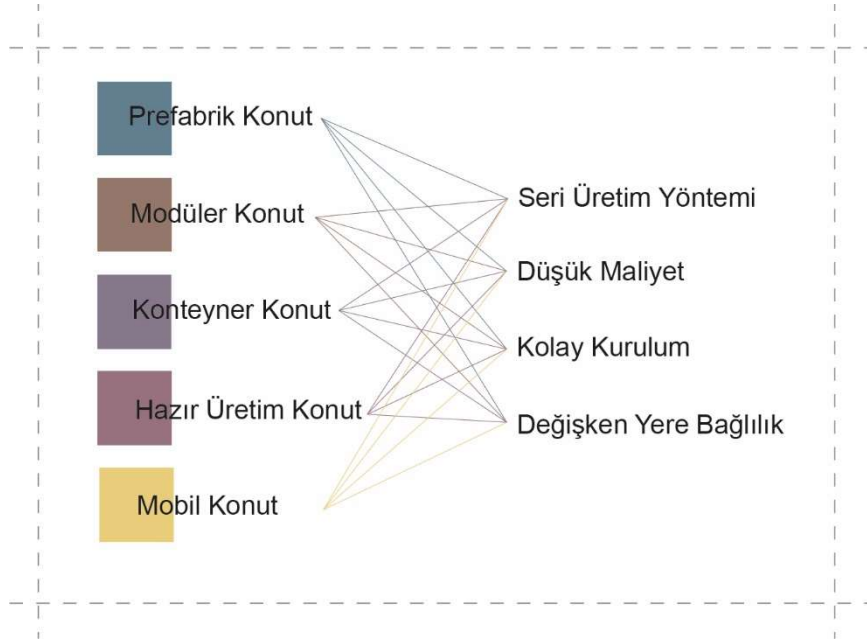 Prefabrik Konut
Modüler Konut
Konteyner Konut
Hazır Üretim Konut
Mobil Konut
Seri Üretim Yöntemi
Düşük Maliyet
Kolay Kurulum
Değişken Yere Bağlılık